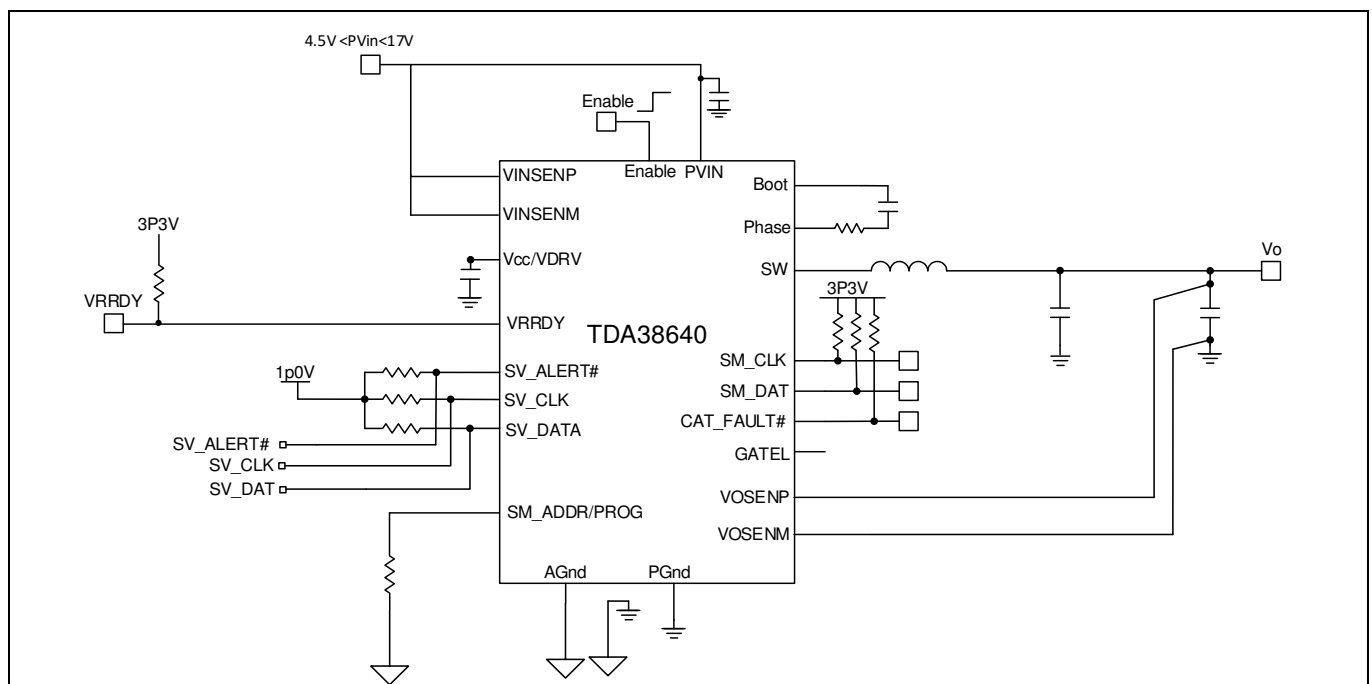 4.5V <PVin<17V
Enable
Enable
PVIN
VINSENP
VINSENM
Boot
Phase
3P3V
Vcc/VDRV
SW
Vo
3P3V
VRRDY
VRRDY
TDA38640
SM_CLK
1p0V
SV_ALERT#
SM_DAT
SV_CLK
CAT_FAULT#
SV_DATA
SV_ALERT#
GATEL
SV_CLK
SV_DAT
VOSENP
SM_ADDR/PROG
VOSENM
AGnd
PGnd